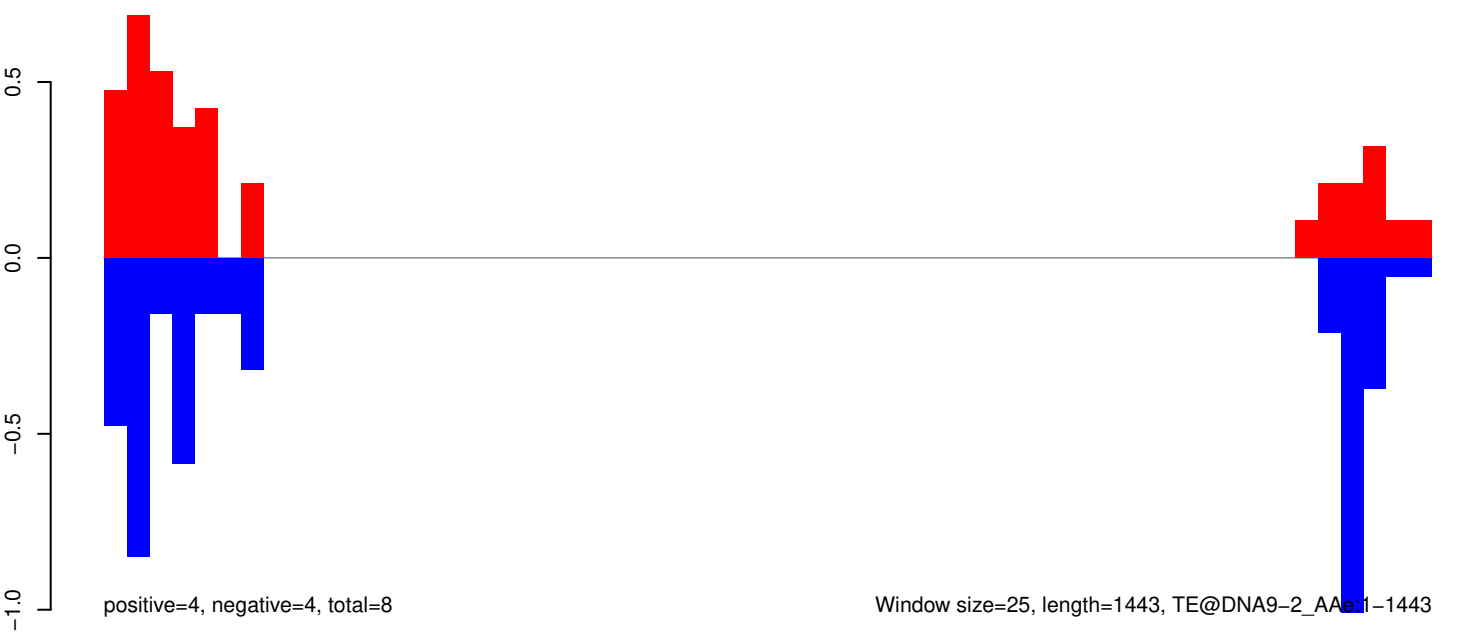 0.5
0.0
−0.5
−1.0
positive=4, negative=4, total=8
Window size=25, length=1443, TE@DNA9−2_AAe:1−1443